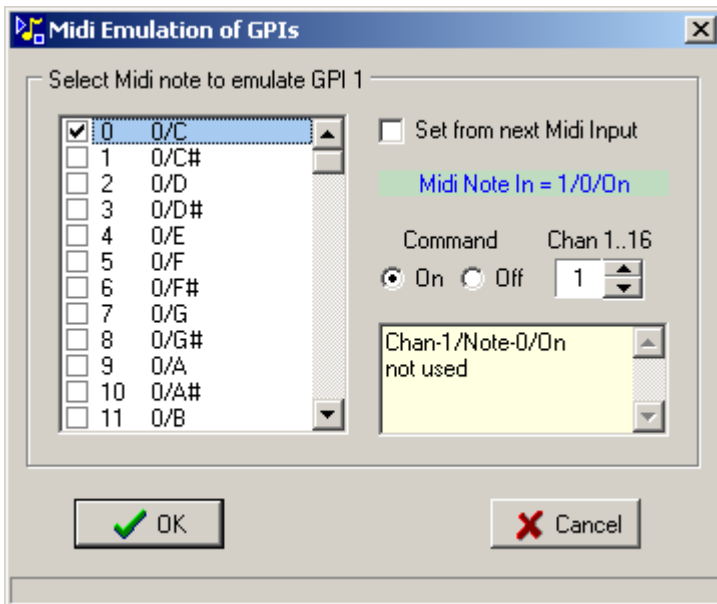 Midi Emulation of GPIs
Select Midi note to emulate GPI 1
0 0/C
1 0/C#
2 0/D
3 0/D#
4 0/E
5 0/F
6 0/F#
7 0/G
8 0/G#
9 0/A
10 0/A#
11 0/B
Set from next Midi Input
Midi Note In = 1/0/On
Command Chan 1..16
On Off 1
Chan-1/Note-0/On
not used
OK Cancel